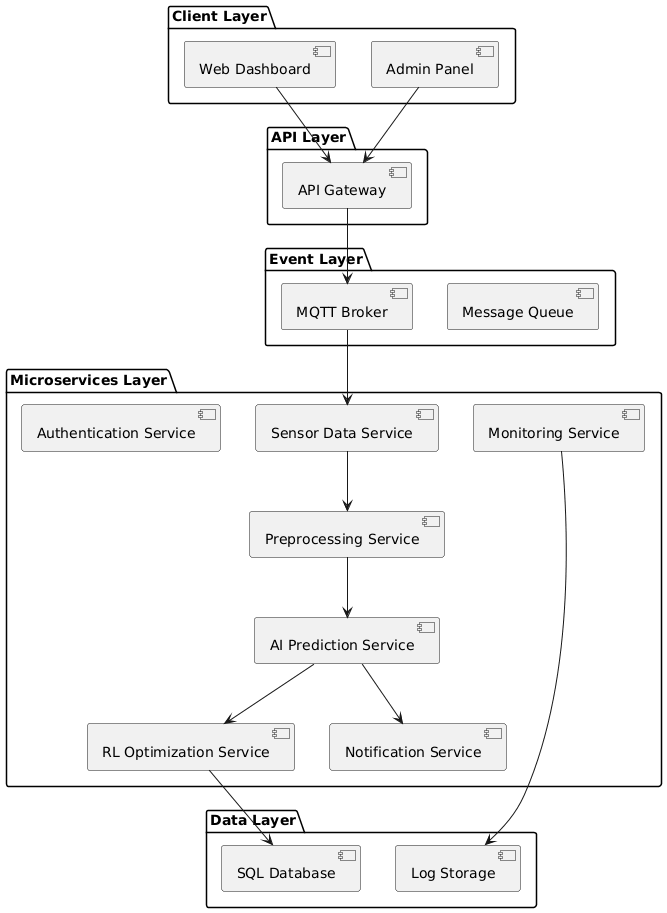 Client Layer
Web Dashboard
Admin Panel
API Layer
API Gateway
Event Layer
MQTT Broker
Message Queue
Microservices Layer
Authentication Service
Sensor Data Service
Monitoring Service
Preprocessing Service
AI Prediction Service
RL Optimization Service
Notification Service
Data Layer
SQL Database
Log Storage